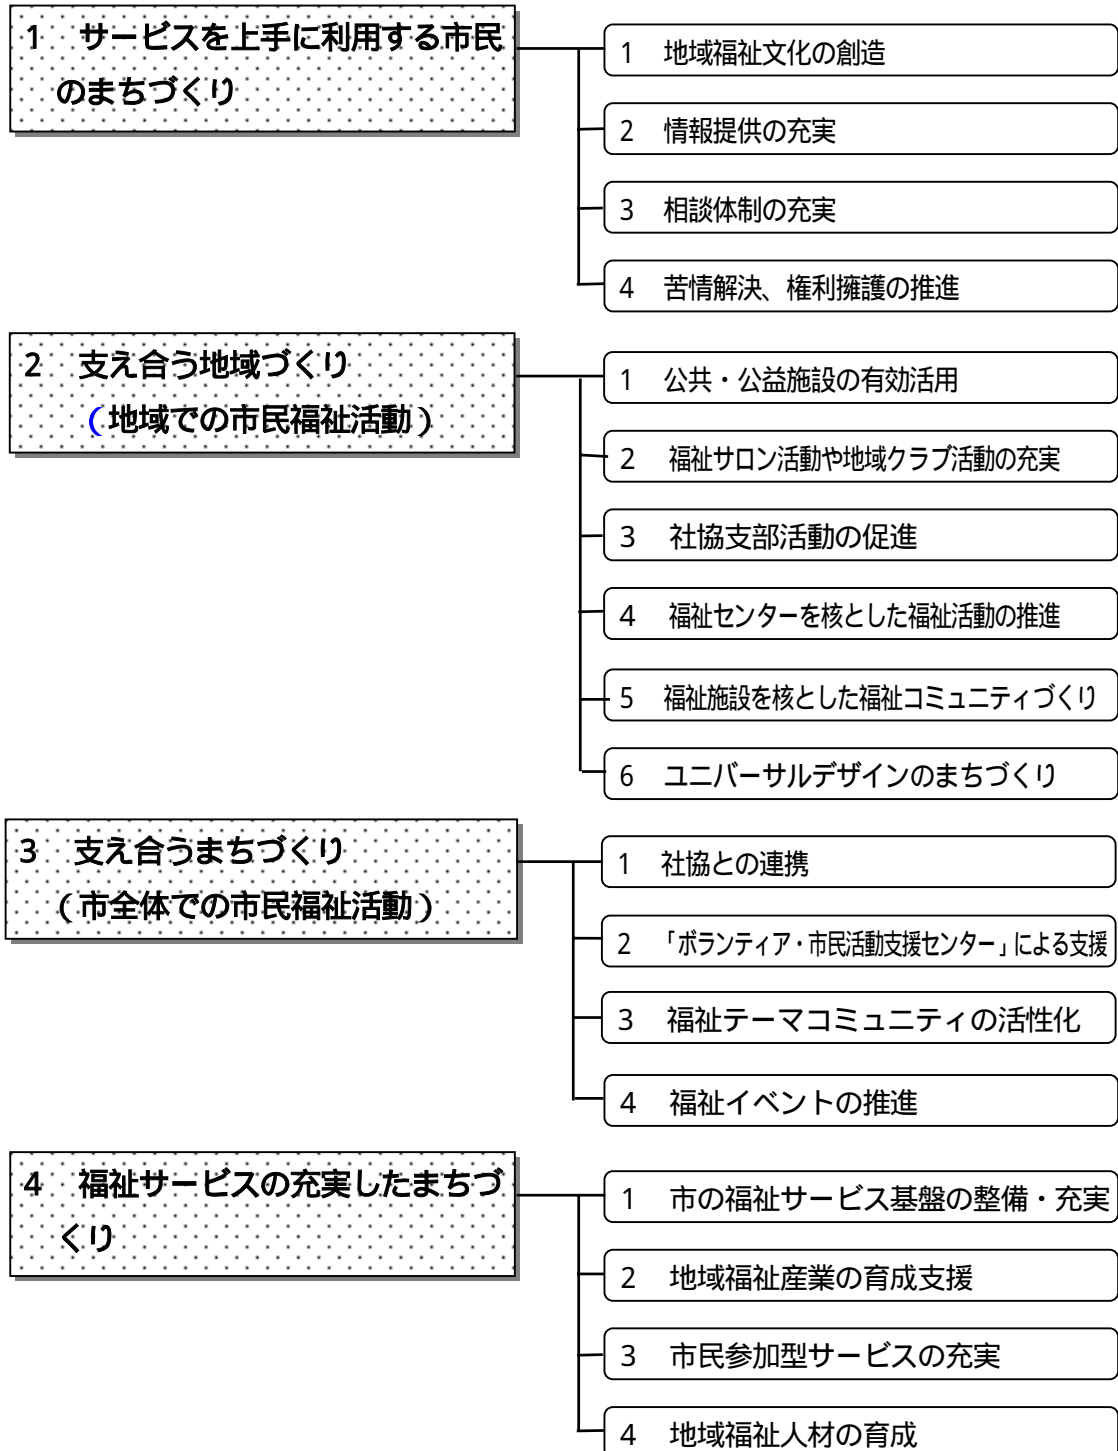 1 サービスを上手に利用する市民
のまちづくり
1 地域福祉文化の創造
2 情報提供の充実
3 相談体制の充実
4 苦情解決、権利擁護の推進
2 支え合う地域づくり
（地域での市民福祉活動）
1 公共・公益施設の有効活用
2 福祉サロン活動や地域クラブ活動の充実
3 社協支部活動の促進
4 福祉センターを核とした福祉活動の推進
5 福祉施設を核とした福祉コミュニティづくり
6 ユニバーサルデザインのまちづくり
3 支え合うまちづくり
（市全体での市民福祉活動）
1 社協との連携
2 「ボランティア・市民活動支援センター」による支援
3 福祉テーマコミュニティの活性化
4 福祉イベントの推進
4 福祉サービスの充実したまちづ
くり
1 市の福祉サービス基盤の整備・充実
2 地域福祉産業の育成支援
3 市民参加型サービスの充実
4 地域福祉人材の育成